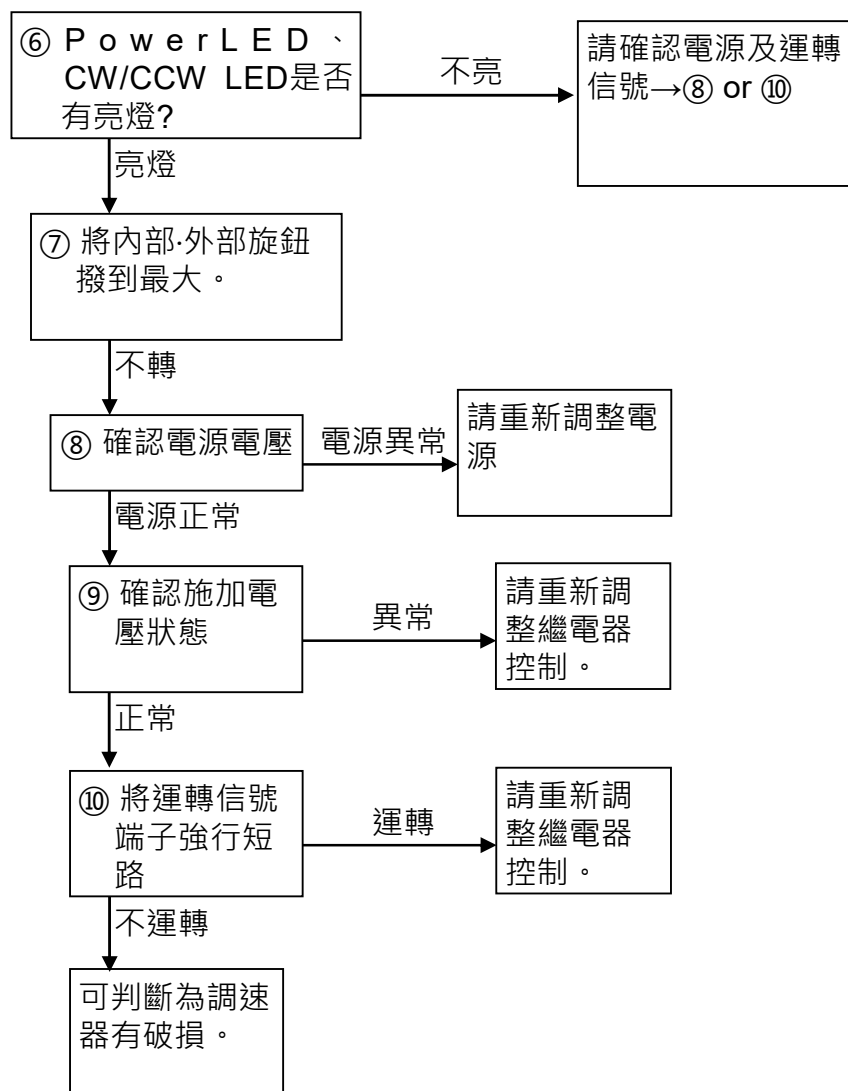 ⑥ PowerLED、
CW/CCW LED是否
有亮燈?
不亮
請確認電源及運轉
信號→⑧ or ⑩
亮燈
⑦ 將內部·外部旋鈕
撥到最大。
不轉
⑧ 確認電源電壓
電源異常
請重新調整電
源
電源正常
⑨ 確認施加電
壓狀態
異常
請重新調
整繼電器
控制。
正常
⑩ 將運轉信號
端子強行短
路
運轉
請重新調
整繼電器
控制。
不運轉
可判斷為調速
器有破損。